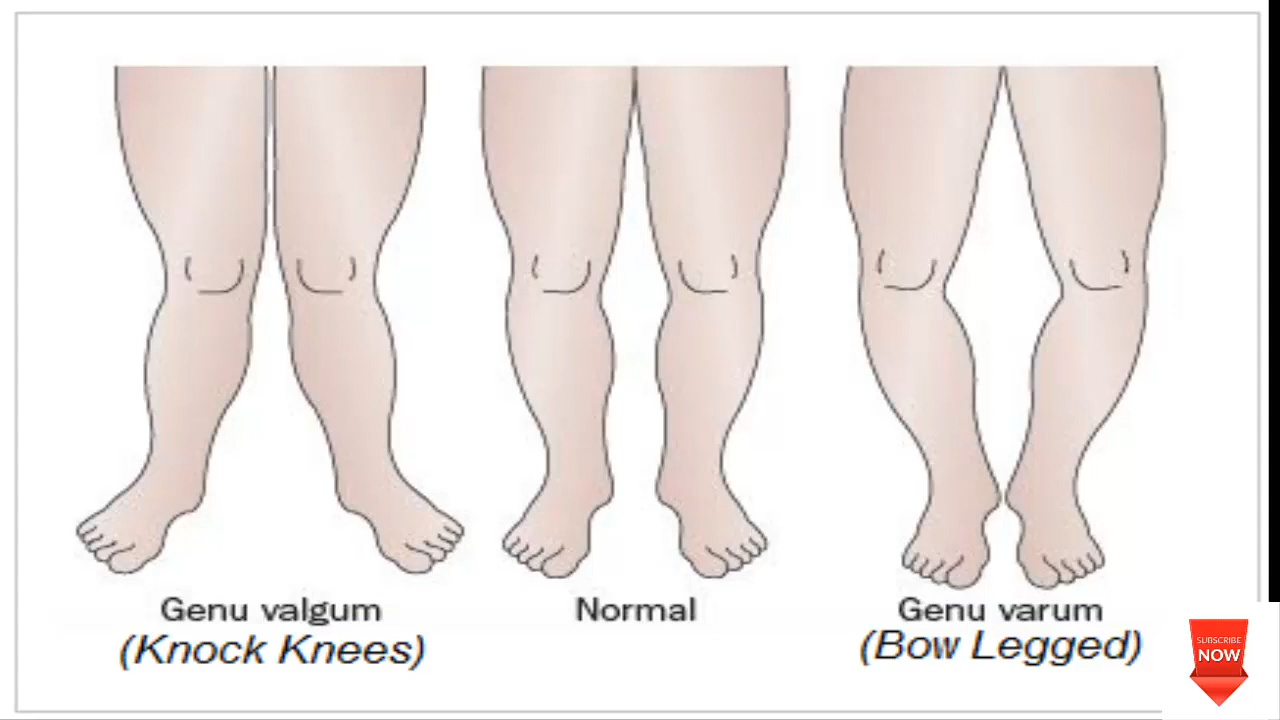 Genu valgum
(Knock Knees)
Normal
Genu varum
(Bow Legged)
SUBSCRIBE
NOW